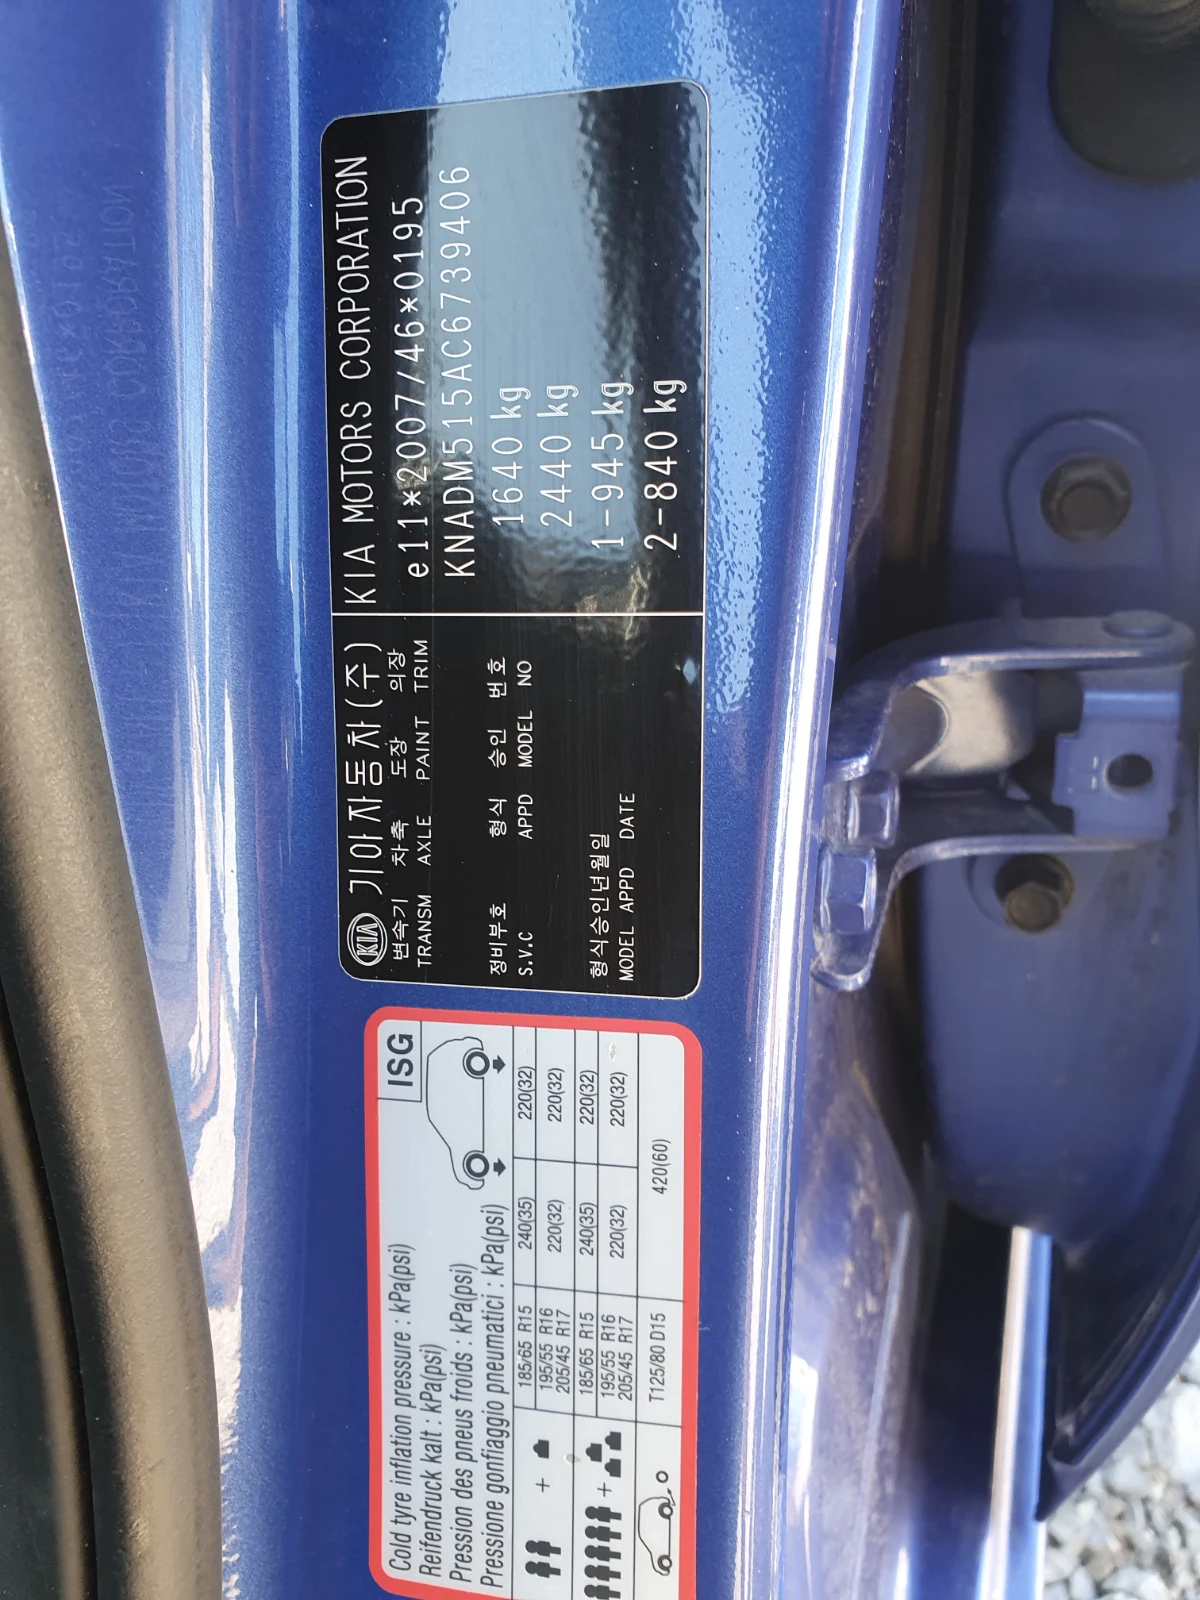 KIA 기아자동차(주) KIA MOTORS CORPORATION
변속기 차축 도장 의장
TRANSM AXLE PAINT TRIM
e11*2007/46*0195
KNADM515AC6739406
정비부호 형식 승인 번호
S.V.C APPD MODEL NO
1640 kg
2440 kg
형식승인년월일
MODEL APPD DATE
1-945 kg
2-840 kg
Cold tyre inflation pressure : kPa(psi)
Reifendruck kalt : kPa(psi)
Pression des pneus froids : kPa(psi)
Pressione gonfiaggio pneumatici : kPa(psi)
ISG
+ 185/65 R15 240(35) 220(32)
195/55 R16
205/45 R17 220(32) 220(32)
+ 185/65 R15 240(35) 220(32)
195/55 R16
205/45 R17 220(32) 220(32)
T125/80 D15 420(60)